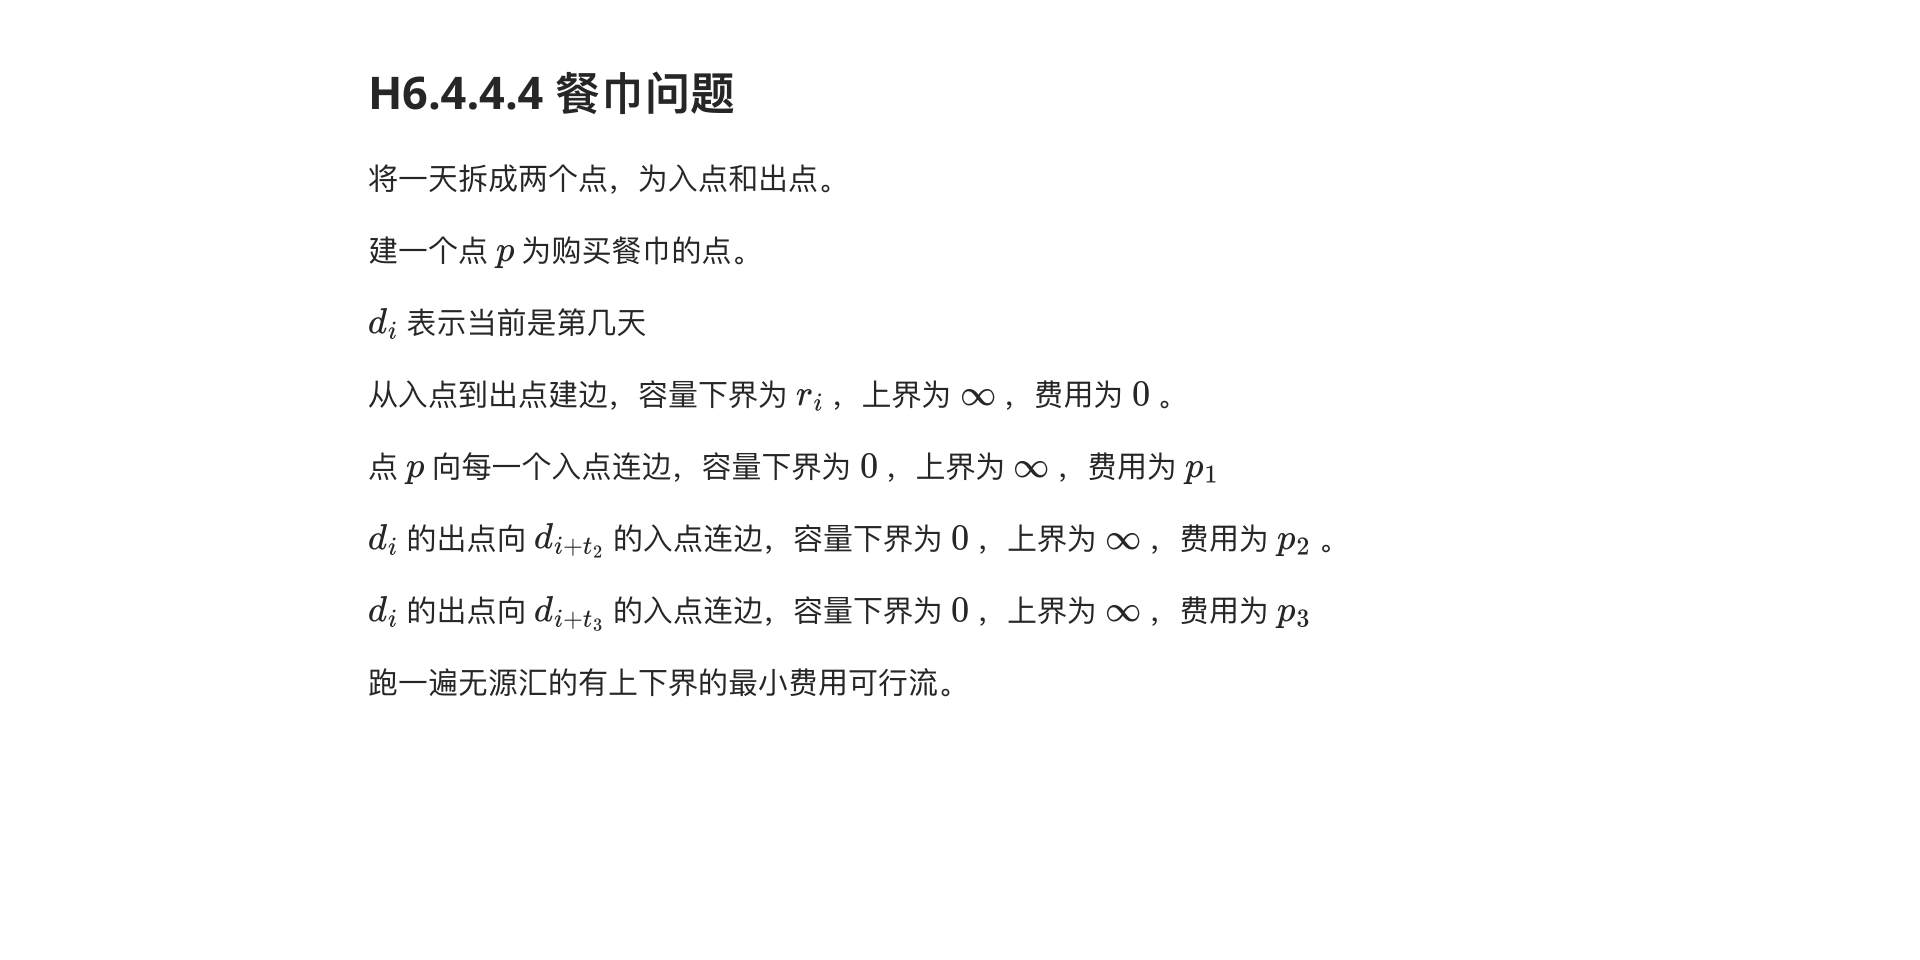 H6.4.4.4 餐巾问题
将一天拆成两个点，为入点和出点。
建一个点 p 为购买餐巾的点。
d_i 表示当前是第几天
从入点到出点建边，容量下界为 r_i ，上界为 ∞ ，费用为 0 。
点 p 向每一个入点连边，容量下界为 0 ，上界为 ∞ ，费用为 p_1
d_i 的出点向 d_{i+t_2} 的入点连边，容量下界为 0 ，上界为 ∞ ，费用为 p_2 。
d_i 的出点向 d_{i+t_3} 的入点连边，容量下界为 0 ，上界为 ∞ ，费用为 p_3
跑一遍无源汇的有上下界的最小费用可行流。